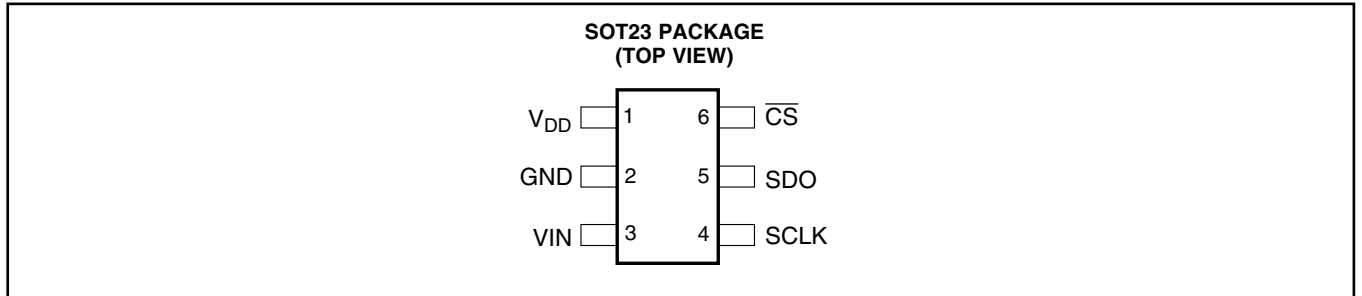 SOT23 PACKAGE
(TOP VIEW)
VDD 1 6 CS
GND 2 5 SDO
VIN 3 4 SCLK